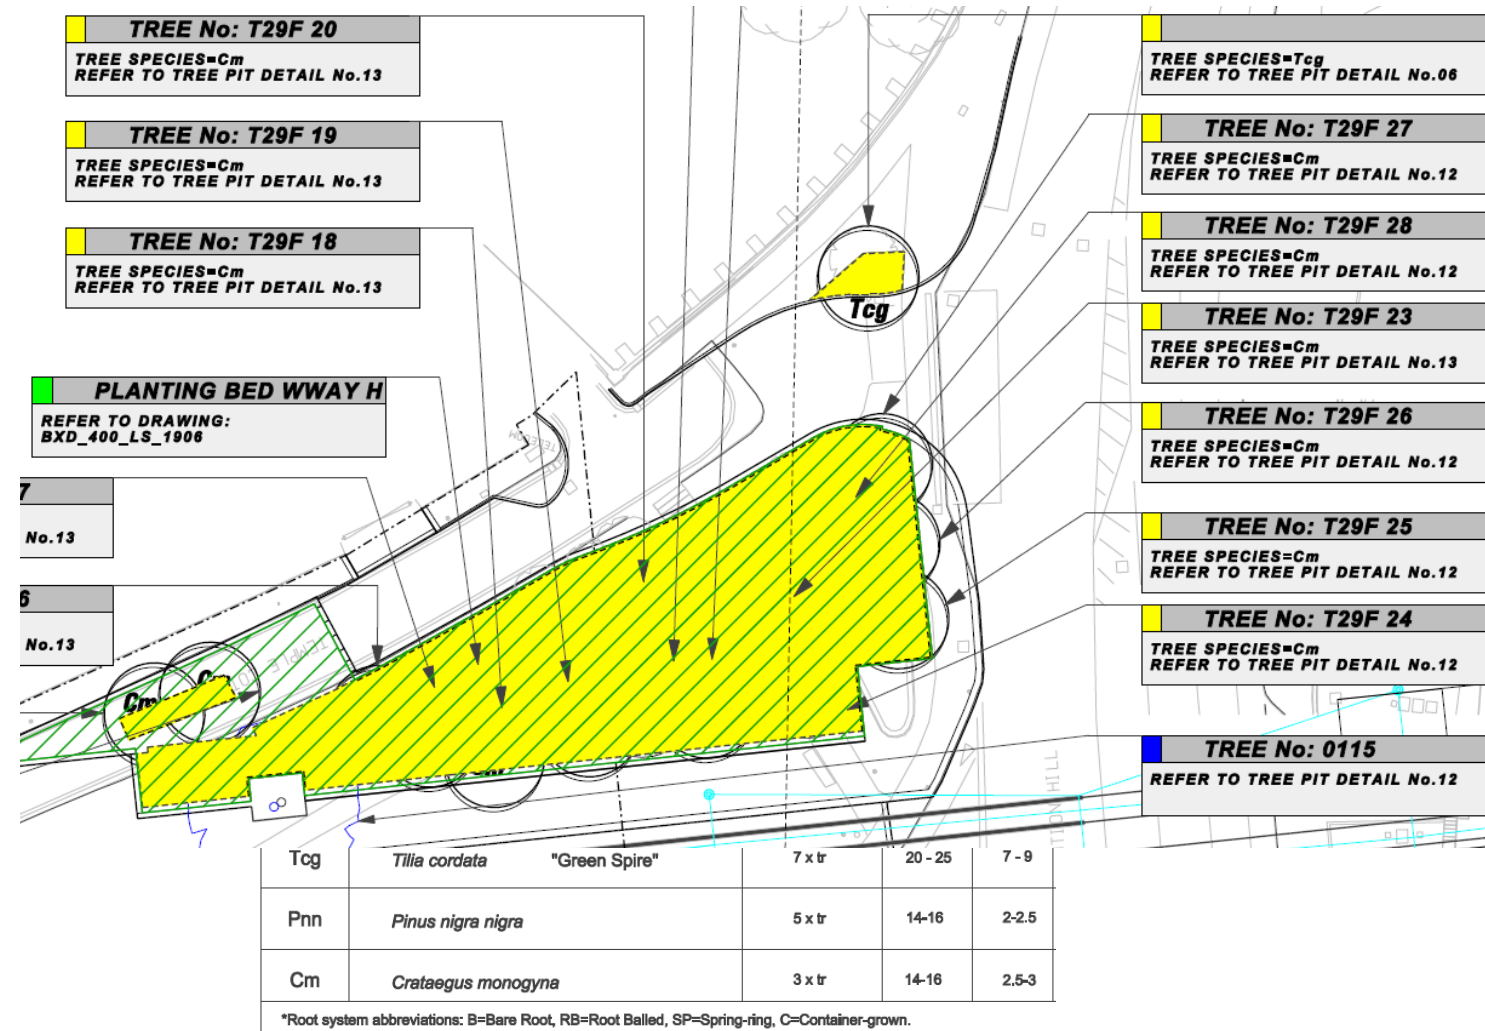 TREE No: T29F 20
TREE SPECIES=Cm
REFER TO TREE PIT DETAIL No.13
TREE No: T29F 19
TREE SPECIES=Cm
REFER TO TREE PIT DETAIL No.13
TREE No: T29F 18
TREE SPECIES=Cm
REFER TO TREE PIT DETAIL No.13
PLANTING BED WWAY H
REFER TO DRAWING:
BXD_400_LS_1906
7
No.13
6
No.13
TREE SPECIES=Tcg
REFER TO TREE PIT DETAIL No.06
TREE No: T29F 27
TREE SPECIES=Cm
REFER TO TREE PIT DETAIL No.12
TREE No: T29F 28
TREE SPECIES=Cm
REFER TO TREE PIT DETAIL No.12
TREE No: T29F 23
TREE SPECIES=Cm
REFER TO TREE PIT DETAIL No.13
TREE No: T29F 26
TREE SPECIES=Cm
REFER TO TREE PIT DETAIL No.12
TREE No: T29F 25
TREE SPECIES=Cm
REFER TO TREE PIT DETAIL No.12
TREE No: T29F 24
TREE SPECIES=Cm
REFER TO TREE PIT DETAIL No.12
TREE No: 0115
REFER TO TREE PIT DETAIL No.12
Tcg
TELECOM
TEMPLE
Cm
TION HILL
Tcg Tilia cordata "Green Spire" 7 x tr 20 - 25 7 - 9
Pnn Pinus nigra nigra 5 x tr 14-16 2-2.5
Cm Crataegus monogyna 3 x tr 14-16 2.5-3
*Root system abbreviations: B=Bare Root, RB=Root Balled, SP=Spring-ring, C=Container-grown.